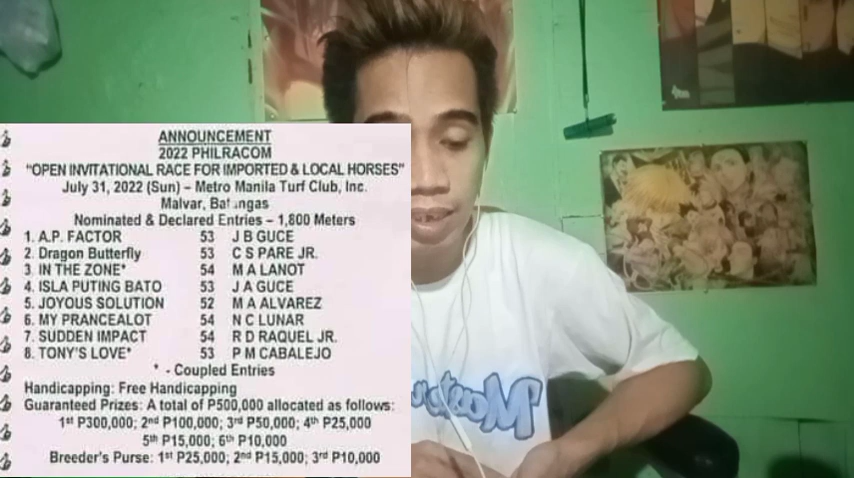 ANNOUNCEMENT
2022 PHILRACOM
"OPEN INVITATIONAL RACE FOR IMPORTED & LOCAL HORSES"
July 31, 2022 (Sun) – Metro Manila Turf Club, Inc.
Malvar, Batangas
Nominated & Declared Entries – 1,800 Meters
1. A.P. FACTOR 53 J B GUCE
2. Dragon Butterfly 53 C S PARE JR.
3. IN THE ZONE* 54 M A LANOT
4. ISLA PUTING BATO 53 J A GUCE
5. JOYOUS SOLUTION 52 M A ALVAREZ
6. MY PRANCEALOT 54 N C LUNAR
7. SUDDEN IMPACT 54 R D RAQUEL JR.
8. TONY'S LOVE* 53 P M CABALEJO
* - Coupled Entries
Handicapping: Free Handicapping
Guaranteed Prizes: A total of P500,000 allocated as follows:
1st P300,000; 2nd P100,000; 3rd P50,000; 4th P25,000
5th P15,000; 6th P10,000
Breeder's Purse: 1st P25,000; 2nd P15,000; 3rd P10,000